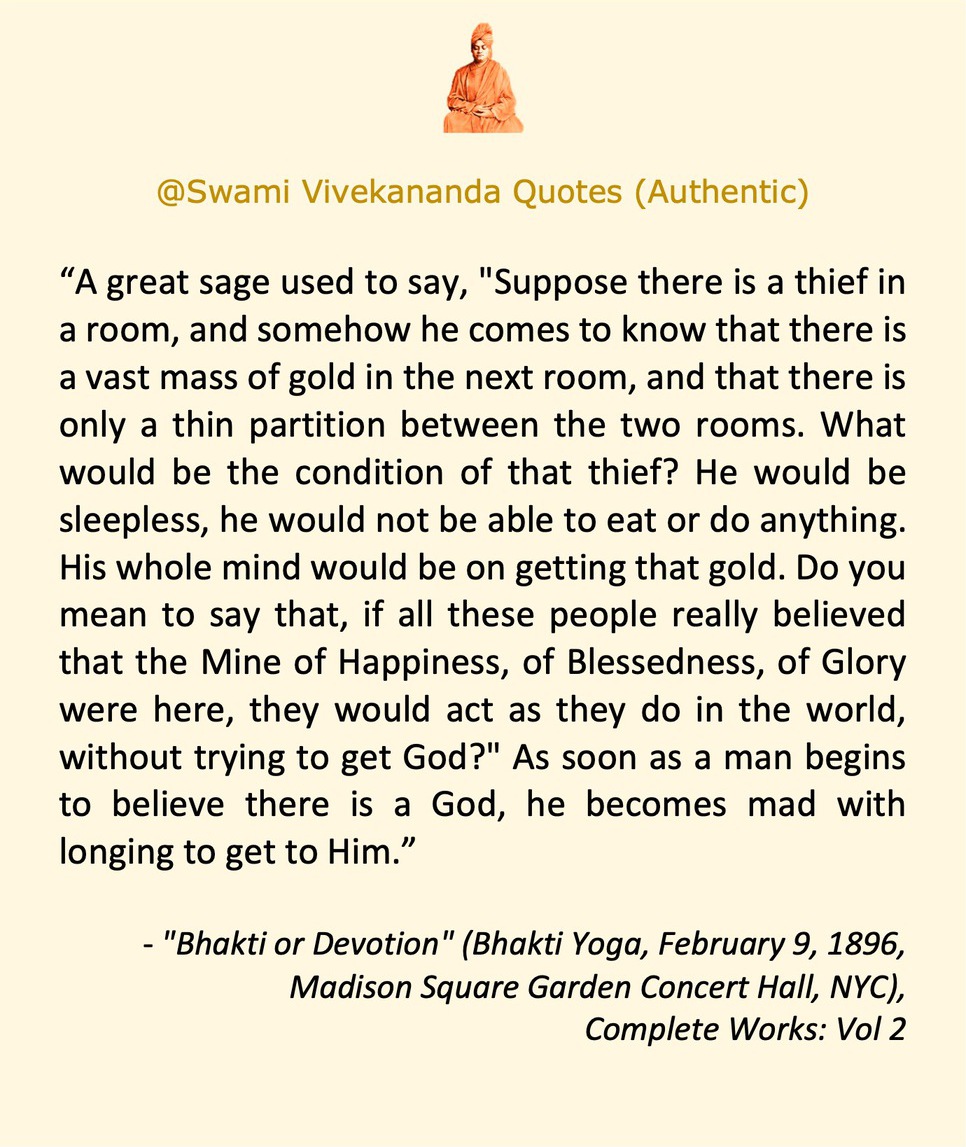 @Swami Vivekananda Quotes (Authentic)
“A great sage used to say, "Suppose there is a thief in
a room, and somehow he comes to know that there is
a vast mass of gold in the next room, and that there is
only a thin partition between the two rooms. What
would be the condition of that thief? He would be
sleepless, he would not be able to eat or do anything.
His whole mind would be on getting that gold. Do you
mean to say that, if all these people really believed
that the Mine of Happiness, of Blessedness, of Glory
were here, they would act as they do in the world,
without trying to get God?" As soon as a man begins
to believe there is a God, he becomes mad with
longing to get to Him.”
- "Bhakti or Devotion" (Bhakti Yoga, February 9, 1896,
Madison Square Garden Concert Hall, NYC),
Complete Works: Vol 2